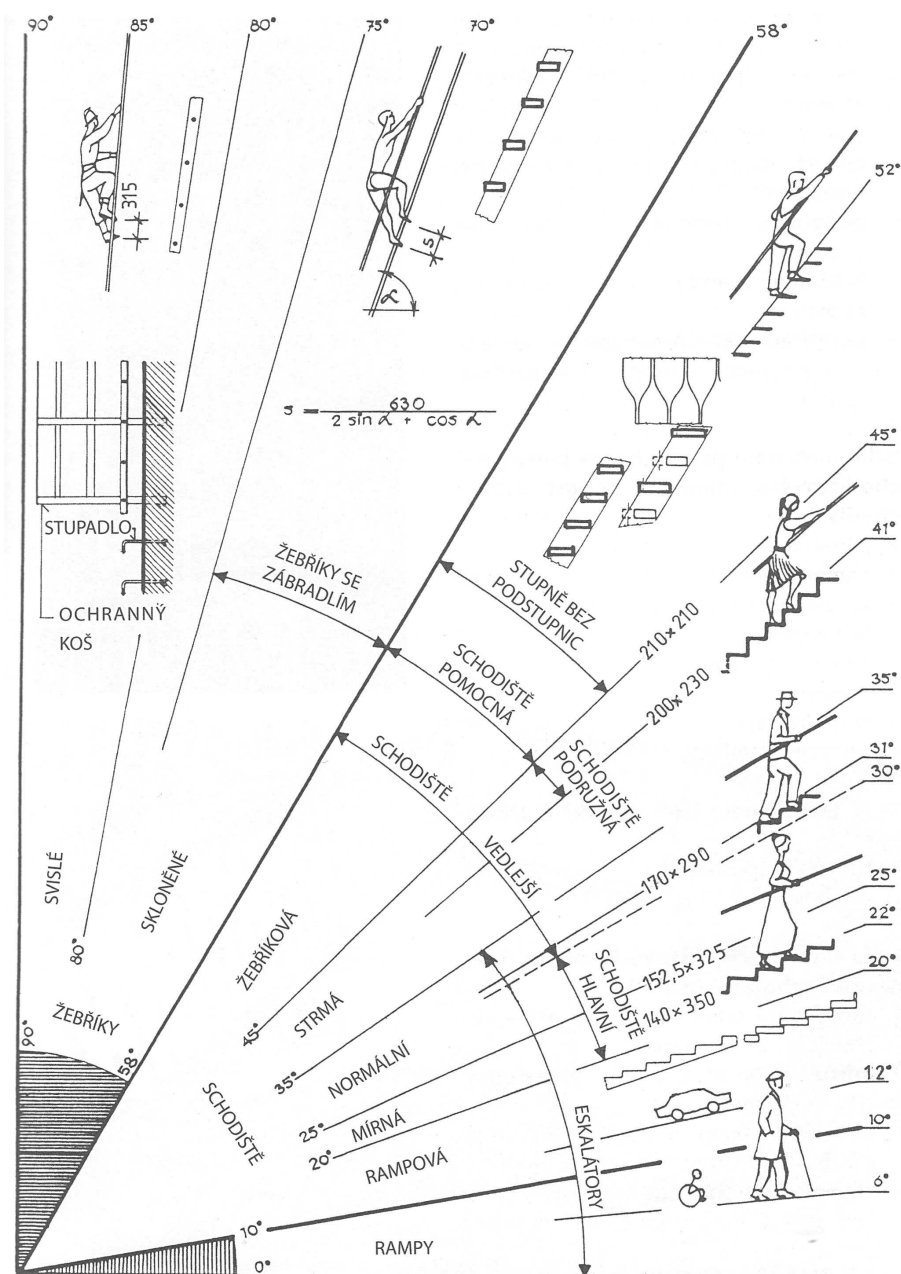 90°
85°
80°
75°
70°
58°
52°
315
s
α
s = 630
2 sin α + cos α
45°
41°
STUPADLO
OCHRANNÝ
KOŠ
ŽEBŘÍKY SE
ZÁBRADLÍM
STUPNĚ BEZ
PODSTUPNIC
210×210
200×230
SCHODIŠTĚ
POMOCNÁ
SCHODIŠTĚ
PODRUŽNÁ
SCHODIŠTĚ
VEDLEJŠÍ
35°
31°
30°
170×290
25°
22°
152,5×325
SCHODIŠTĚ
HLAVNÍ
140×350
20°
SVISLÉ
SKLONĚNÉ
80°
ŽEBŘÍKY
90°
58°
ŽEBŘÍKOVÁ
45°
STRMÁ
35°
NORMÁLNÍ
25°
MÍRNÁ
20°
RAMPOVÁ
SCHODIŠTĚ
ESKALÁTORY
12°
10°
6°
10°
RAMPY
0°